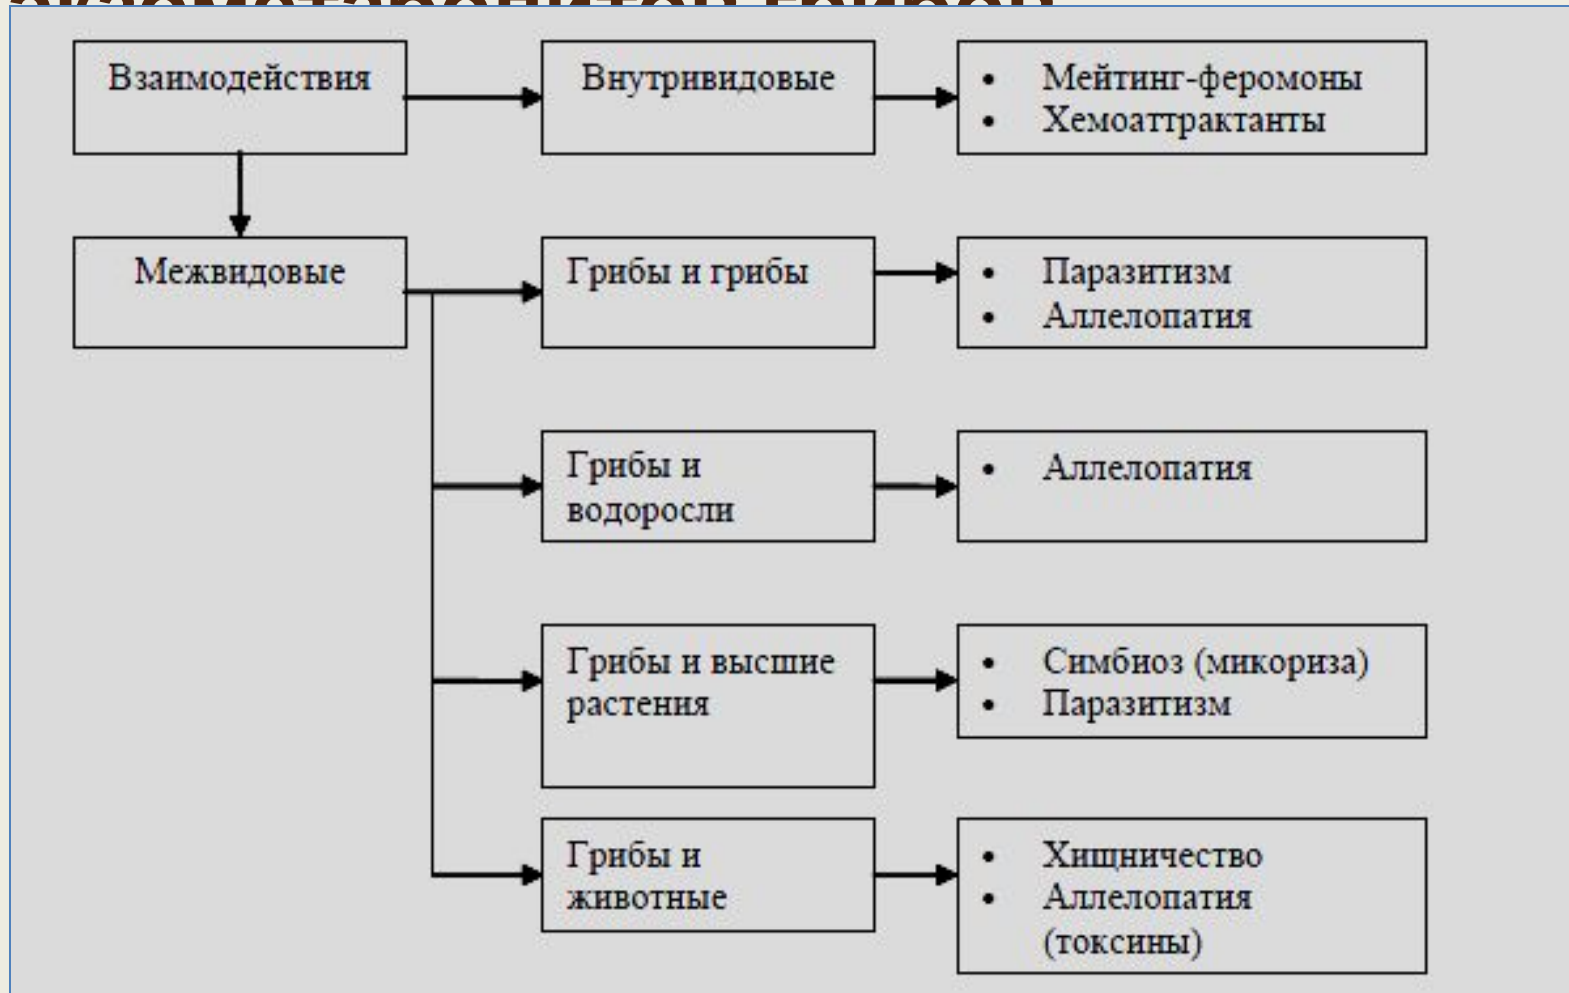 Взаимодействия
Внутривидовые
• Мейтинг-феромоны
• Хемоаттрактанты
Межвидовые
Грибы и грибы
• Паразитизм
• Аллелопатия
Грибы и
водоросли
• Аллелопатия
Грибы и высшие
растения
• Симбиоз (микориза)
• Паразитизм
Грибы и
животные
• Хищничество
• Аллелопатия
(токсины)